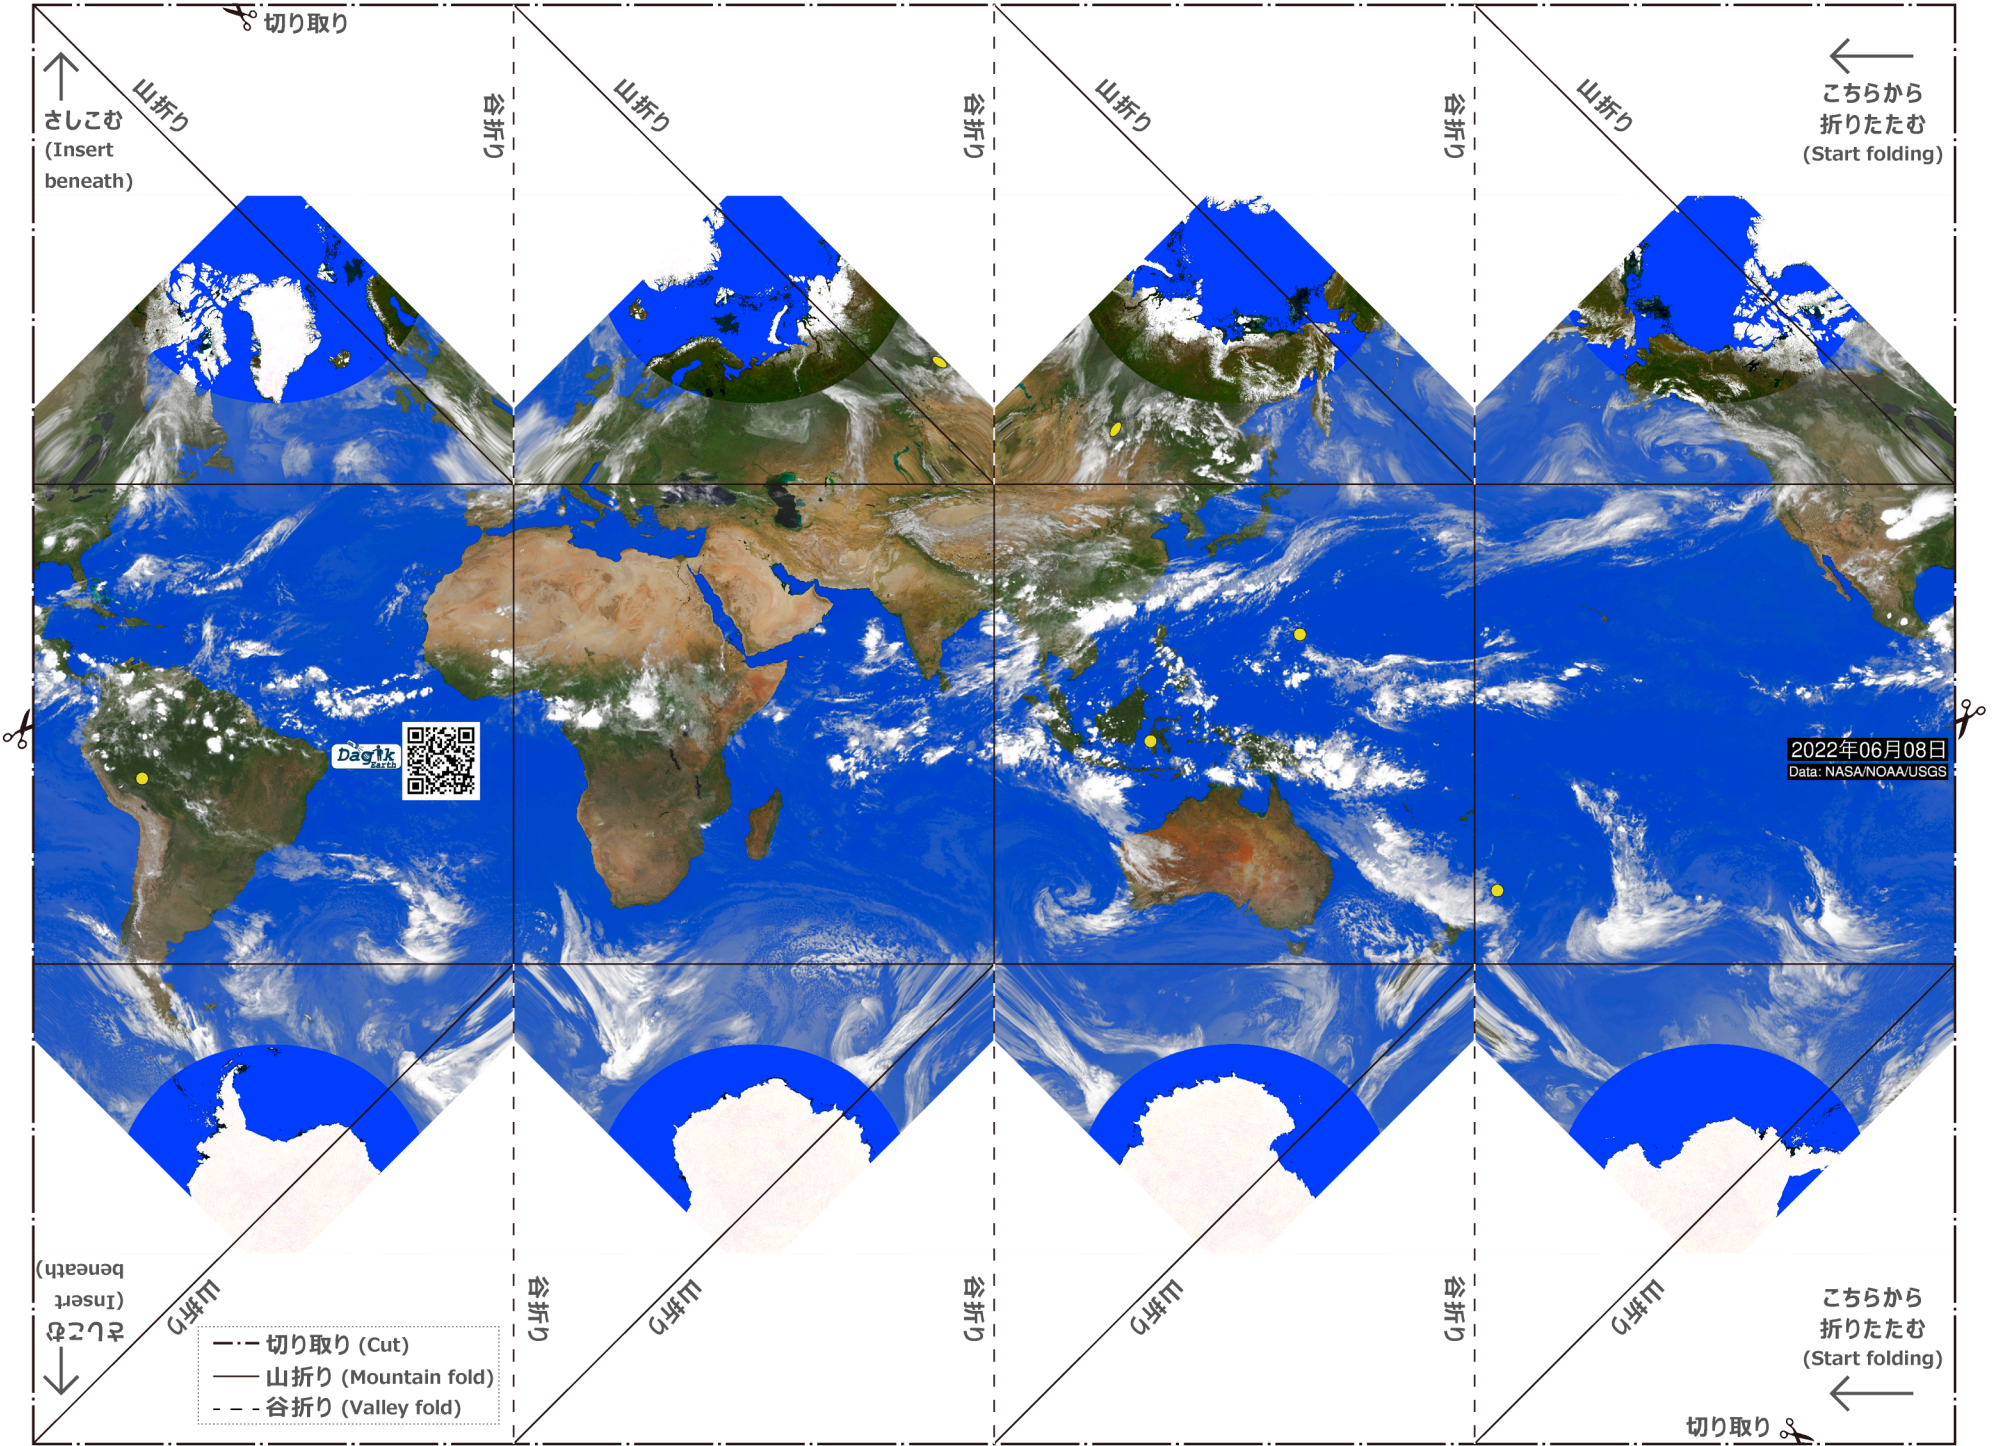 切り取り
さしこむ
(Insert
beneath)
山折り
谷折り
山折り
谷折り
山折り
谷折り
山折り
こちらから
折りたたむ
(Start folding)
Dagik
Earth
2022年06月08日
Data: NASA/NOAA/USGS
さしこむ
(Insert
beneath)
山折り
谷折り
山折り
谷折り
山折り
谷折り
山折り
こちらから
折りたたむ
(Start folding)
切り取り (Cut)
山折り (Mountain fold)
谷折り (Valley fold)
切り取り